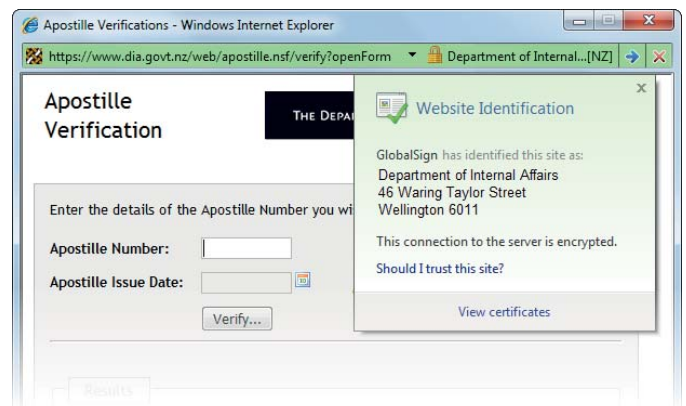 Apostille Verifications - Windows Internet Explorer
https://www.dia.govt.nz/web/apostille.nsf/verify?openForm
Department of Internal...[NZ]
Apostille
Verification
THE DEPA
Website Identification
GlobalSign has identified this site as:
Department of Internal Affairs
46 Waring Taylor Street
Wellington 6011
This connection to the server is encrypted.
Should I trust this site?
View certificates
Enter the details of the Apostille Number you wi
Apostille Number:
Apostille Issue Date:
Verify...
Results